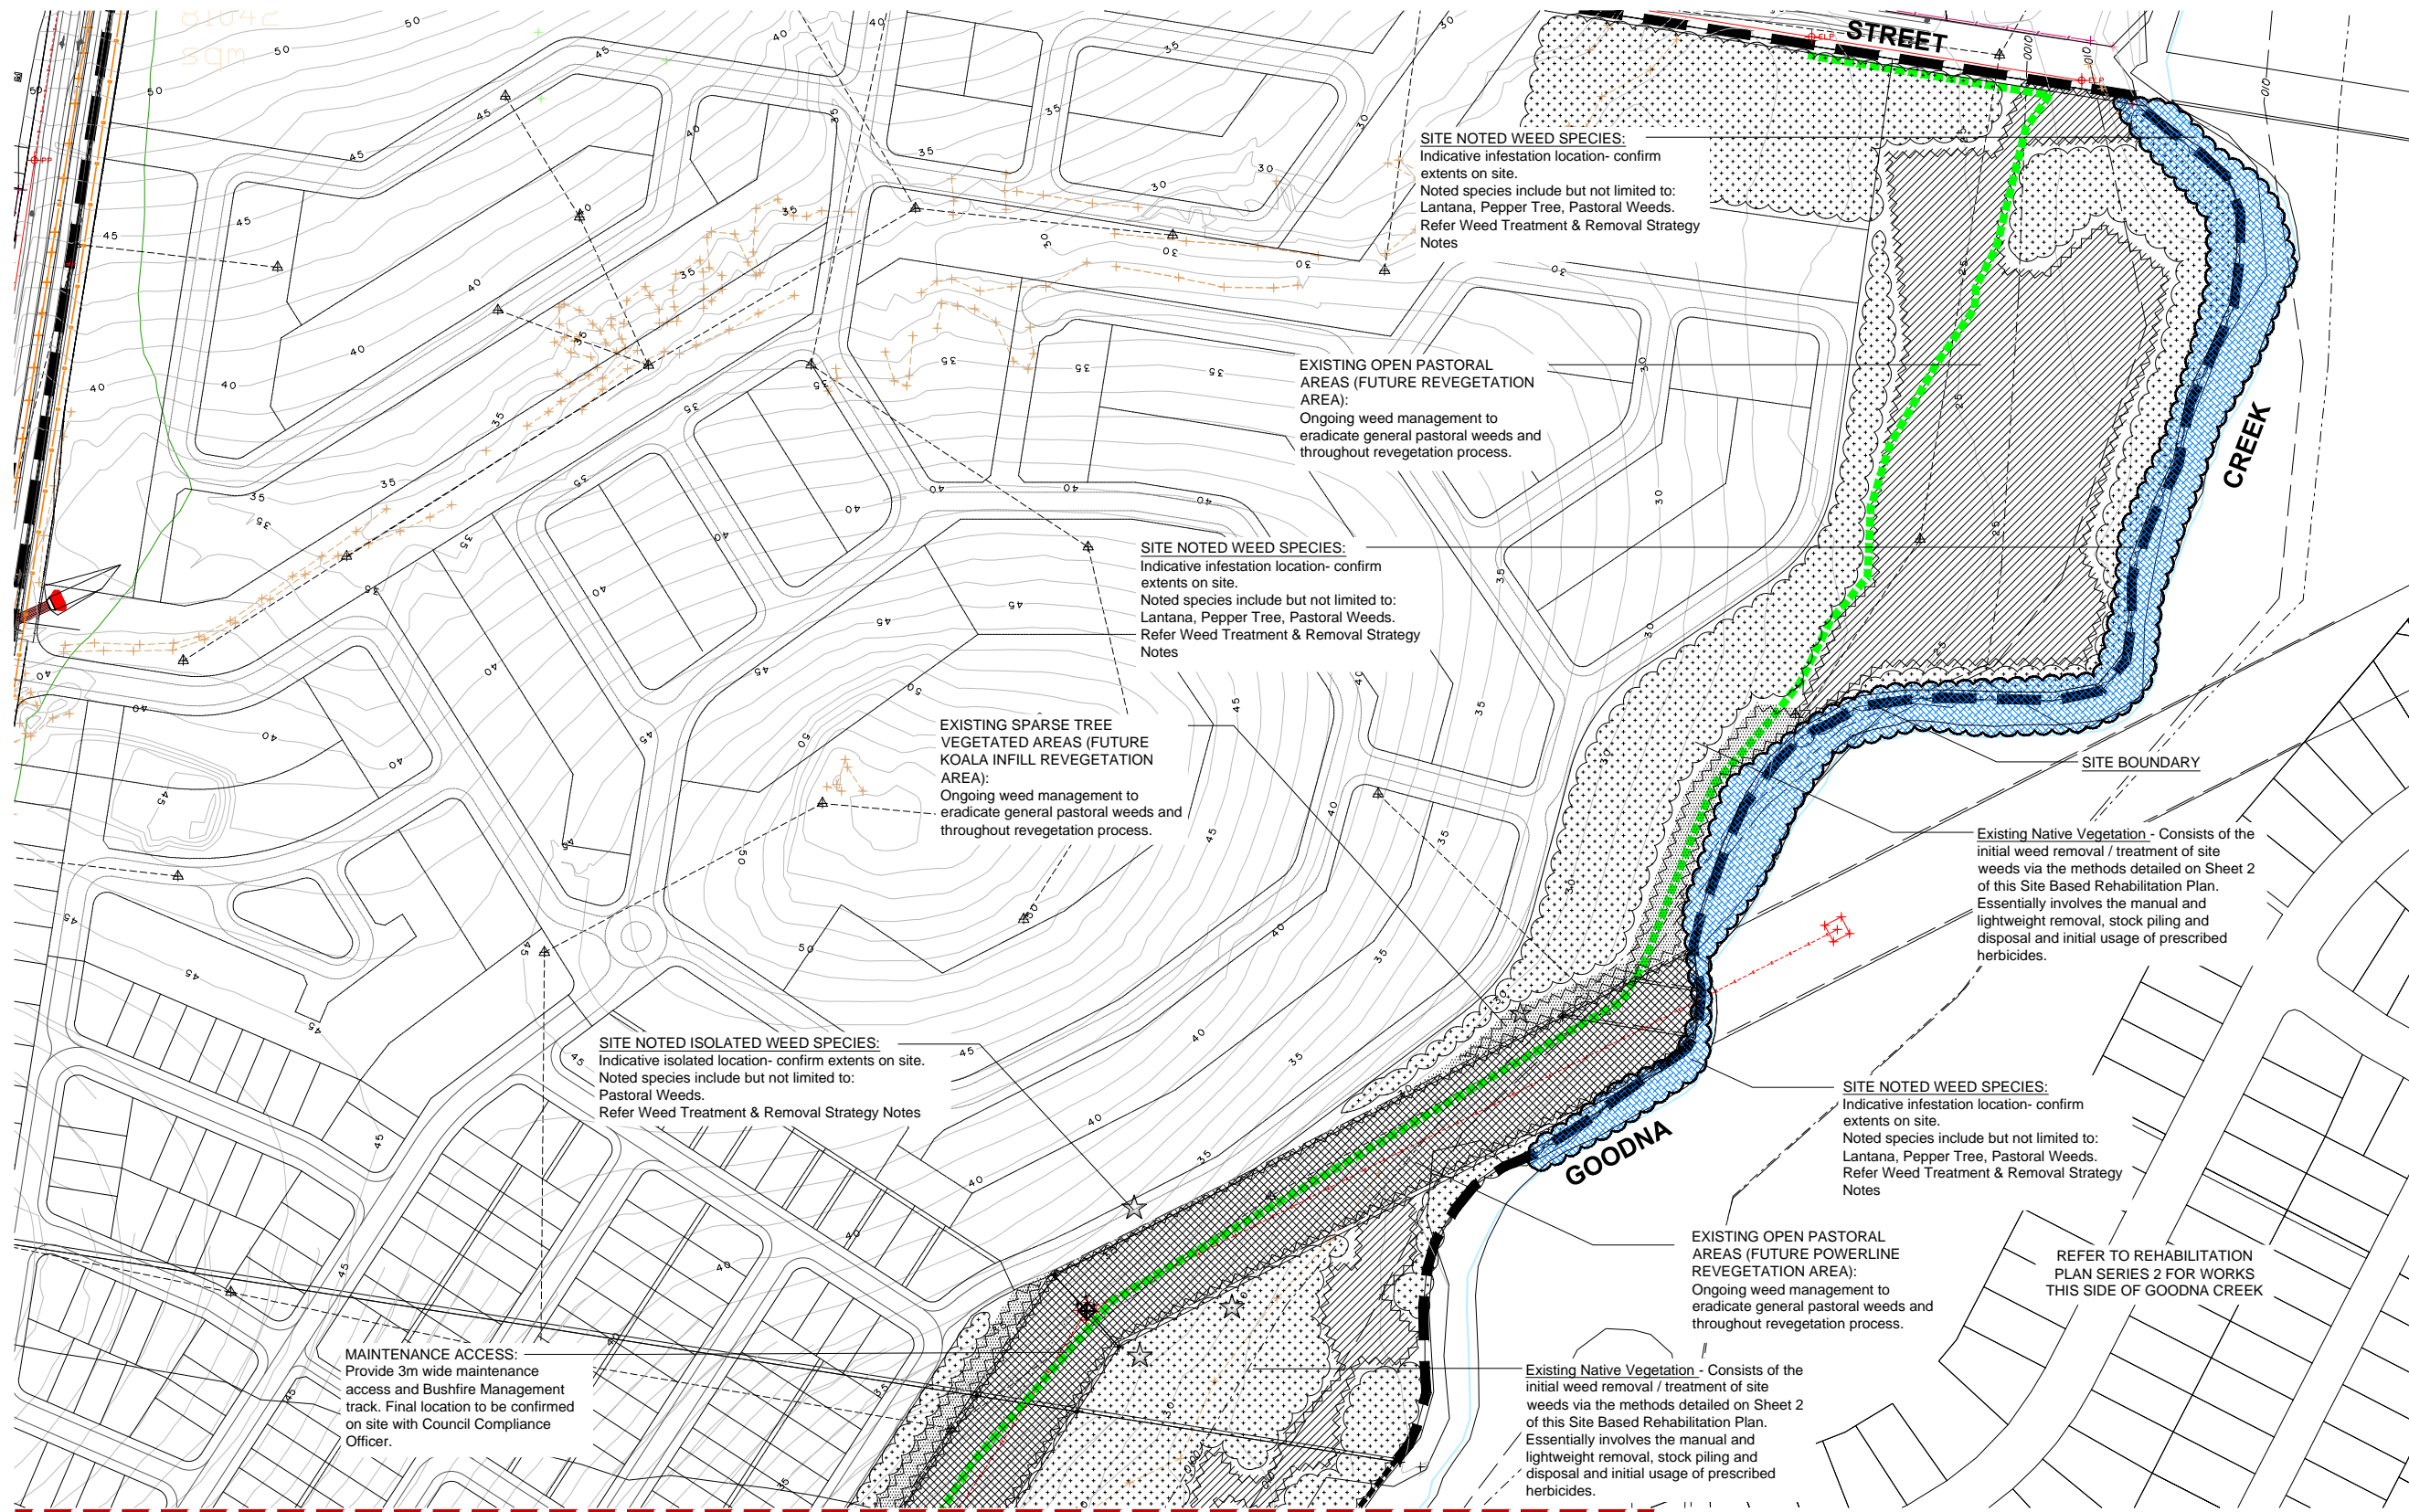 81042
sqm
STREET
ELP
ELP
PP
SITE NOTED WEED SPECIES:
Indicative infestation location- confirm
extents on site.
Noted species include but not limited to:
Lantana, Pepper Tree, Pastoral Weeds.
Refer Weed Treatment & Removal Strategy
Notes
EXISTING OPEN PASTORAL
AREAS (FUTURE REVEGETATION
AREA):
Ongoing weed management to
eradicate general pastoral weeds and
throughout revegetation process.
CREEK
SITE NOTED WEED SPECIES:
Indicative infestation location- confirm
extents on site.
Noted species include but not limited to:
Lantana, Pepper Tree, Pastoral Weeds.
Refer Weed Treatment & Removal Strategy
Notes
EXISTING SPARSE TREE
VEGETATED AREAS (FUTURE
KOALA INFILL REVEGETATION
AREA):
Ongoing weed management to
eradicate general pastoral weeds and
throughout revegetation process.
SITE BOUNDARY
Existing Native Vegetation - Consists of the
initial weed removal / treatment of site
weeds via the methods detailed on Sheet 2
of this Site Based Rehabilitation Plan.
Essentially involves the manual and
lightweight removal, stock piling and
disposal and initial usage of prescribed
herbicides.
SITE NOTED ISOLATED WEED SPECIES:
Indicative isolated location- confirm extents on site.
Noted species include but not limited to:
Pastoral Weeds.
Refer Weed Treatment & Removal Strategy Notes
SITE NOTED WEED SPECIES:
Indicative infestation location- confirm
extents on site.
Noted species include but not limited to:
Lantana, Pepper Tree, Pastoral Weeds.
Refer Weed Treatment & Removal Strategy
Notes
GOODNA
EXISTING OPEN PASTORAL
AREAS (FUTURE POWERLINE
REVEGETATION AREA):
Ongoing weed management to
eradicate general pastoral weeds and
throughout revegetation process.
REFER TO REHABILITATION
PLAN SERIES 2 FOR WORKS
THIS SIDE OF GOODNA CREEK
MAINTENANCE ACCESS:
Provide 3m wide maintenance
access and Bushfire Management
track. Final location to be confirmed
on site with Council Compliance
Officer.
Existing Native Vegetation - Consists of the
initial weed removal / treatment of site
weeds via the methods detailed on Sheet 2
of this Site Based Rehabilitation Plan.
Essentially involves the manual and
lightweight removal, stock piling and
disposal and initial usage of prescribed
herbicides.